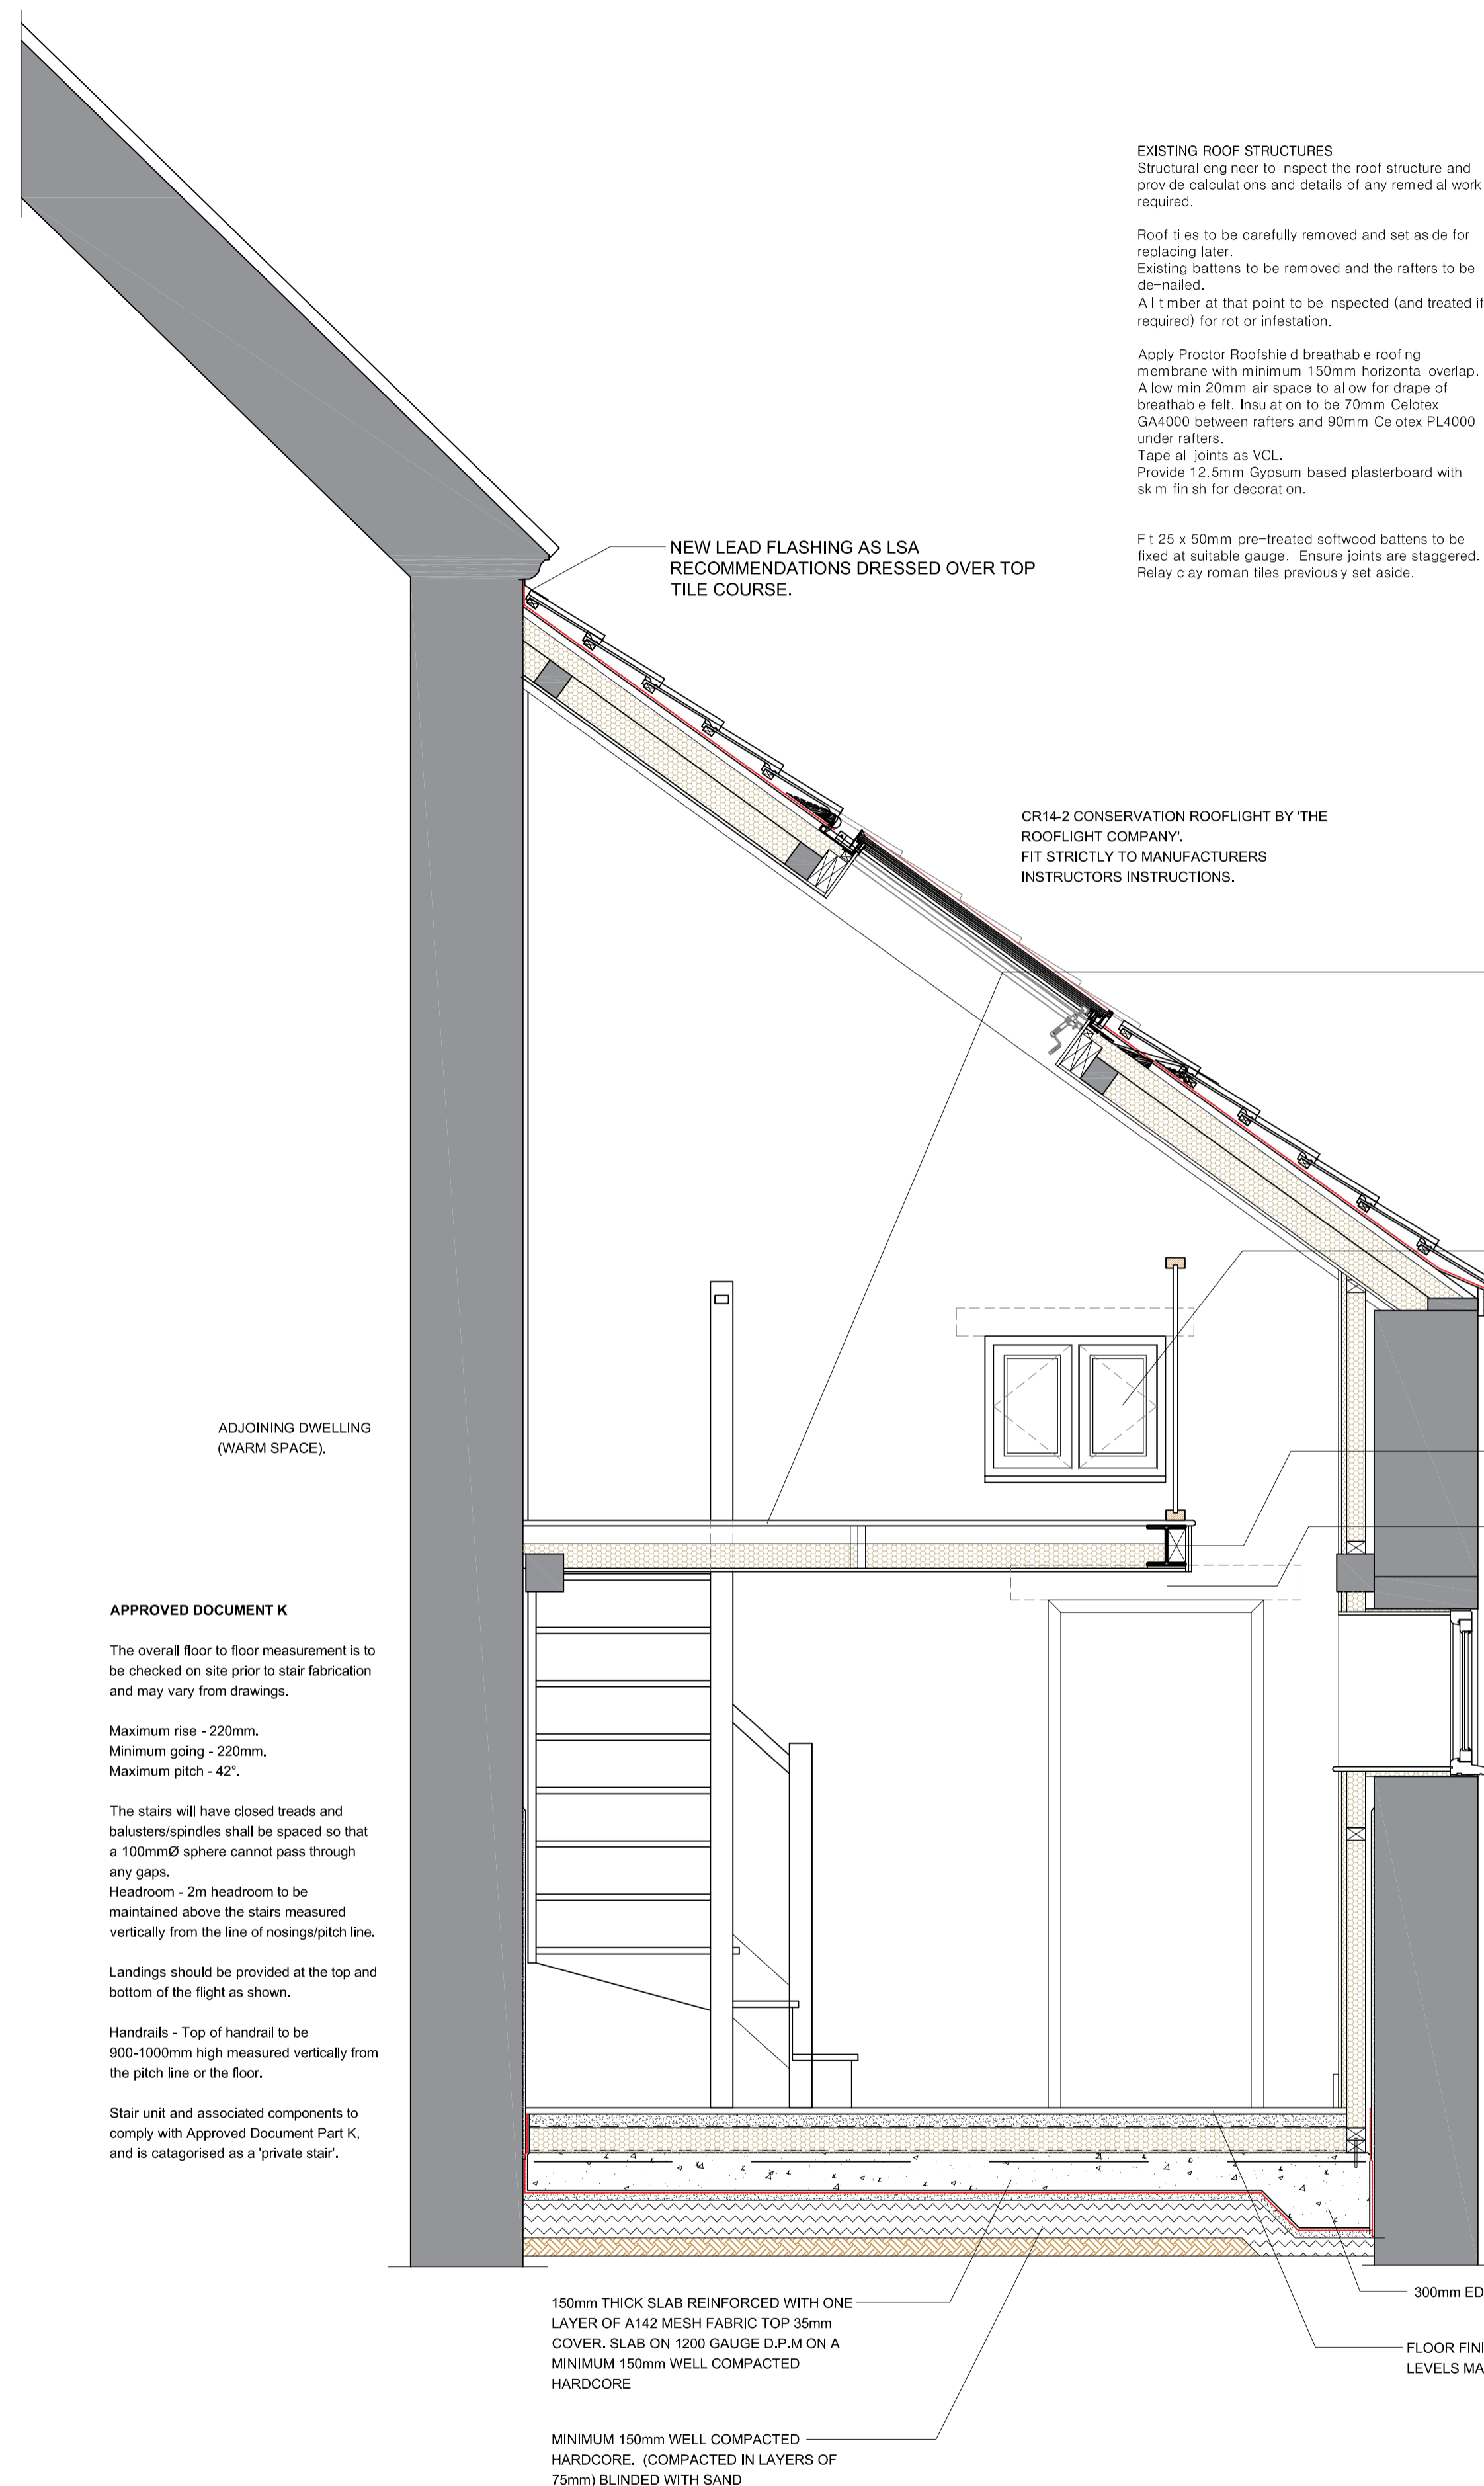 EXISTING ROOF STRUCTURES
Structural engineer to inspect the roof structure and
provide calculations and details of any remedial work
required.
Roof tiles to be carefully removed and set aside for
replacing later.
Existing battens to be removed and the rafters to be
de-nailed.
All timber at that point to be inspected (and treated if
required) for rot or infestation.
Apply Proctor Roofshield breathable roofing
membrane with minimum 150mm horizontal overlap.
Allow min 20mm air space to allow for drape of
breathable felt. Insulation to be 70mm Celotex
GA4000 between rafters and 90mm Celotex PL4000
under rafters.
Tape all joints as VCL.
Provide 12.5mm Gypsum based plasterboard with
skim finish for decoration.
Fit 25 x 50mm pre-treated softwood battens to be
fixed at suitable gauge. Ensure joints are staggered.
Relay clay roman tiles previously set aside.
NEW LEAD FLASHING AS LSA
RECOMMENDATIONS DRESSED OVER TOP
TILE COURSE.
CR14-2 CONSERVATION ROOFLIGHT BY 'THE
ROOFLIGHT COMPANY'.
FIT STRICTLY TO MANUFACTURERS
INSTRUCTORS INSTRUCTIONS.
ADJOINING DWELLING
(WARM SPACE).
APPROVED DOCUMENT K
The overall floor to floor measurement is to
be checked on site prior to stair fabrication
and may vary from drawings.
Maximum rise - 220mm.
Minimum going - 220mm.
Maximum pitch - 42°.
The stairs will have closed treads and
balusters/spindles shall be spaced so that
a 100mmØ sphere cannot pass through
any gaps.
Headroom - 2m headroom to be
maintained above the stairs measured
vertically from the line of nosings/pitch line.
Landings should be provided at the top and
bottom of the flight as shown.
Handrails - Top of handrail to be
900-1000mm high measured vertically from
the pitch line or the floor.
Stair unit and associated components to
comply with Approved Document Part K,
and is catagorised as a 'private stair'.
150mm THICK SLAB REINFORCED WITH ONE
LAYER OF A142 MESH FABRIC TOP 35mm
COVER. SLAB ON 1200 GAUGE D.P.M ON A
MINIMUM 150mm WELL COMPACTED
HARDCORE
MINIMUM 150mm WELL COMPACTED
HARDCORE. (COMPACTED IN LAYERS OF
75mm) BLINDED WITH SAND
300mm ED
FLOOR FINI
LEVELS MA